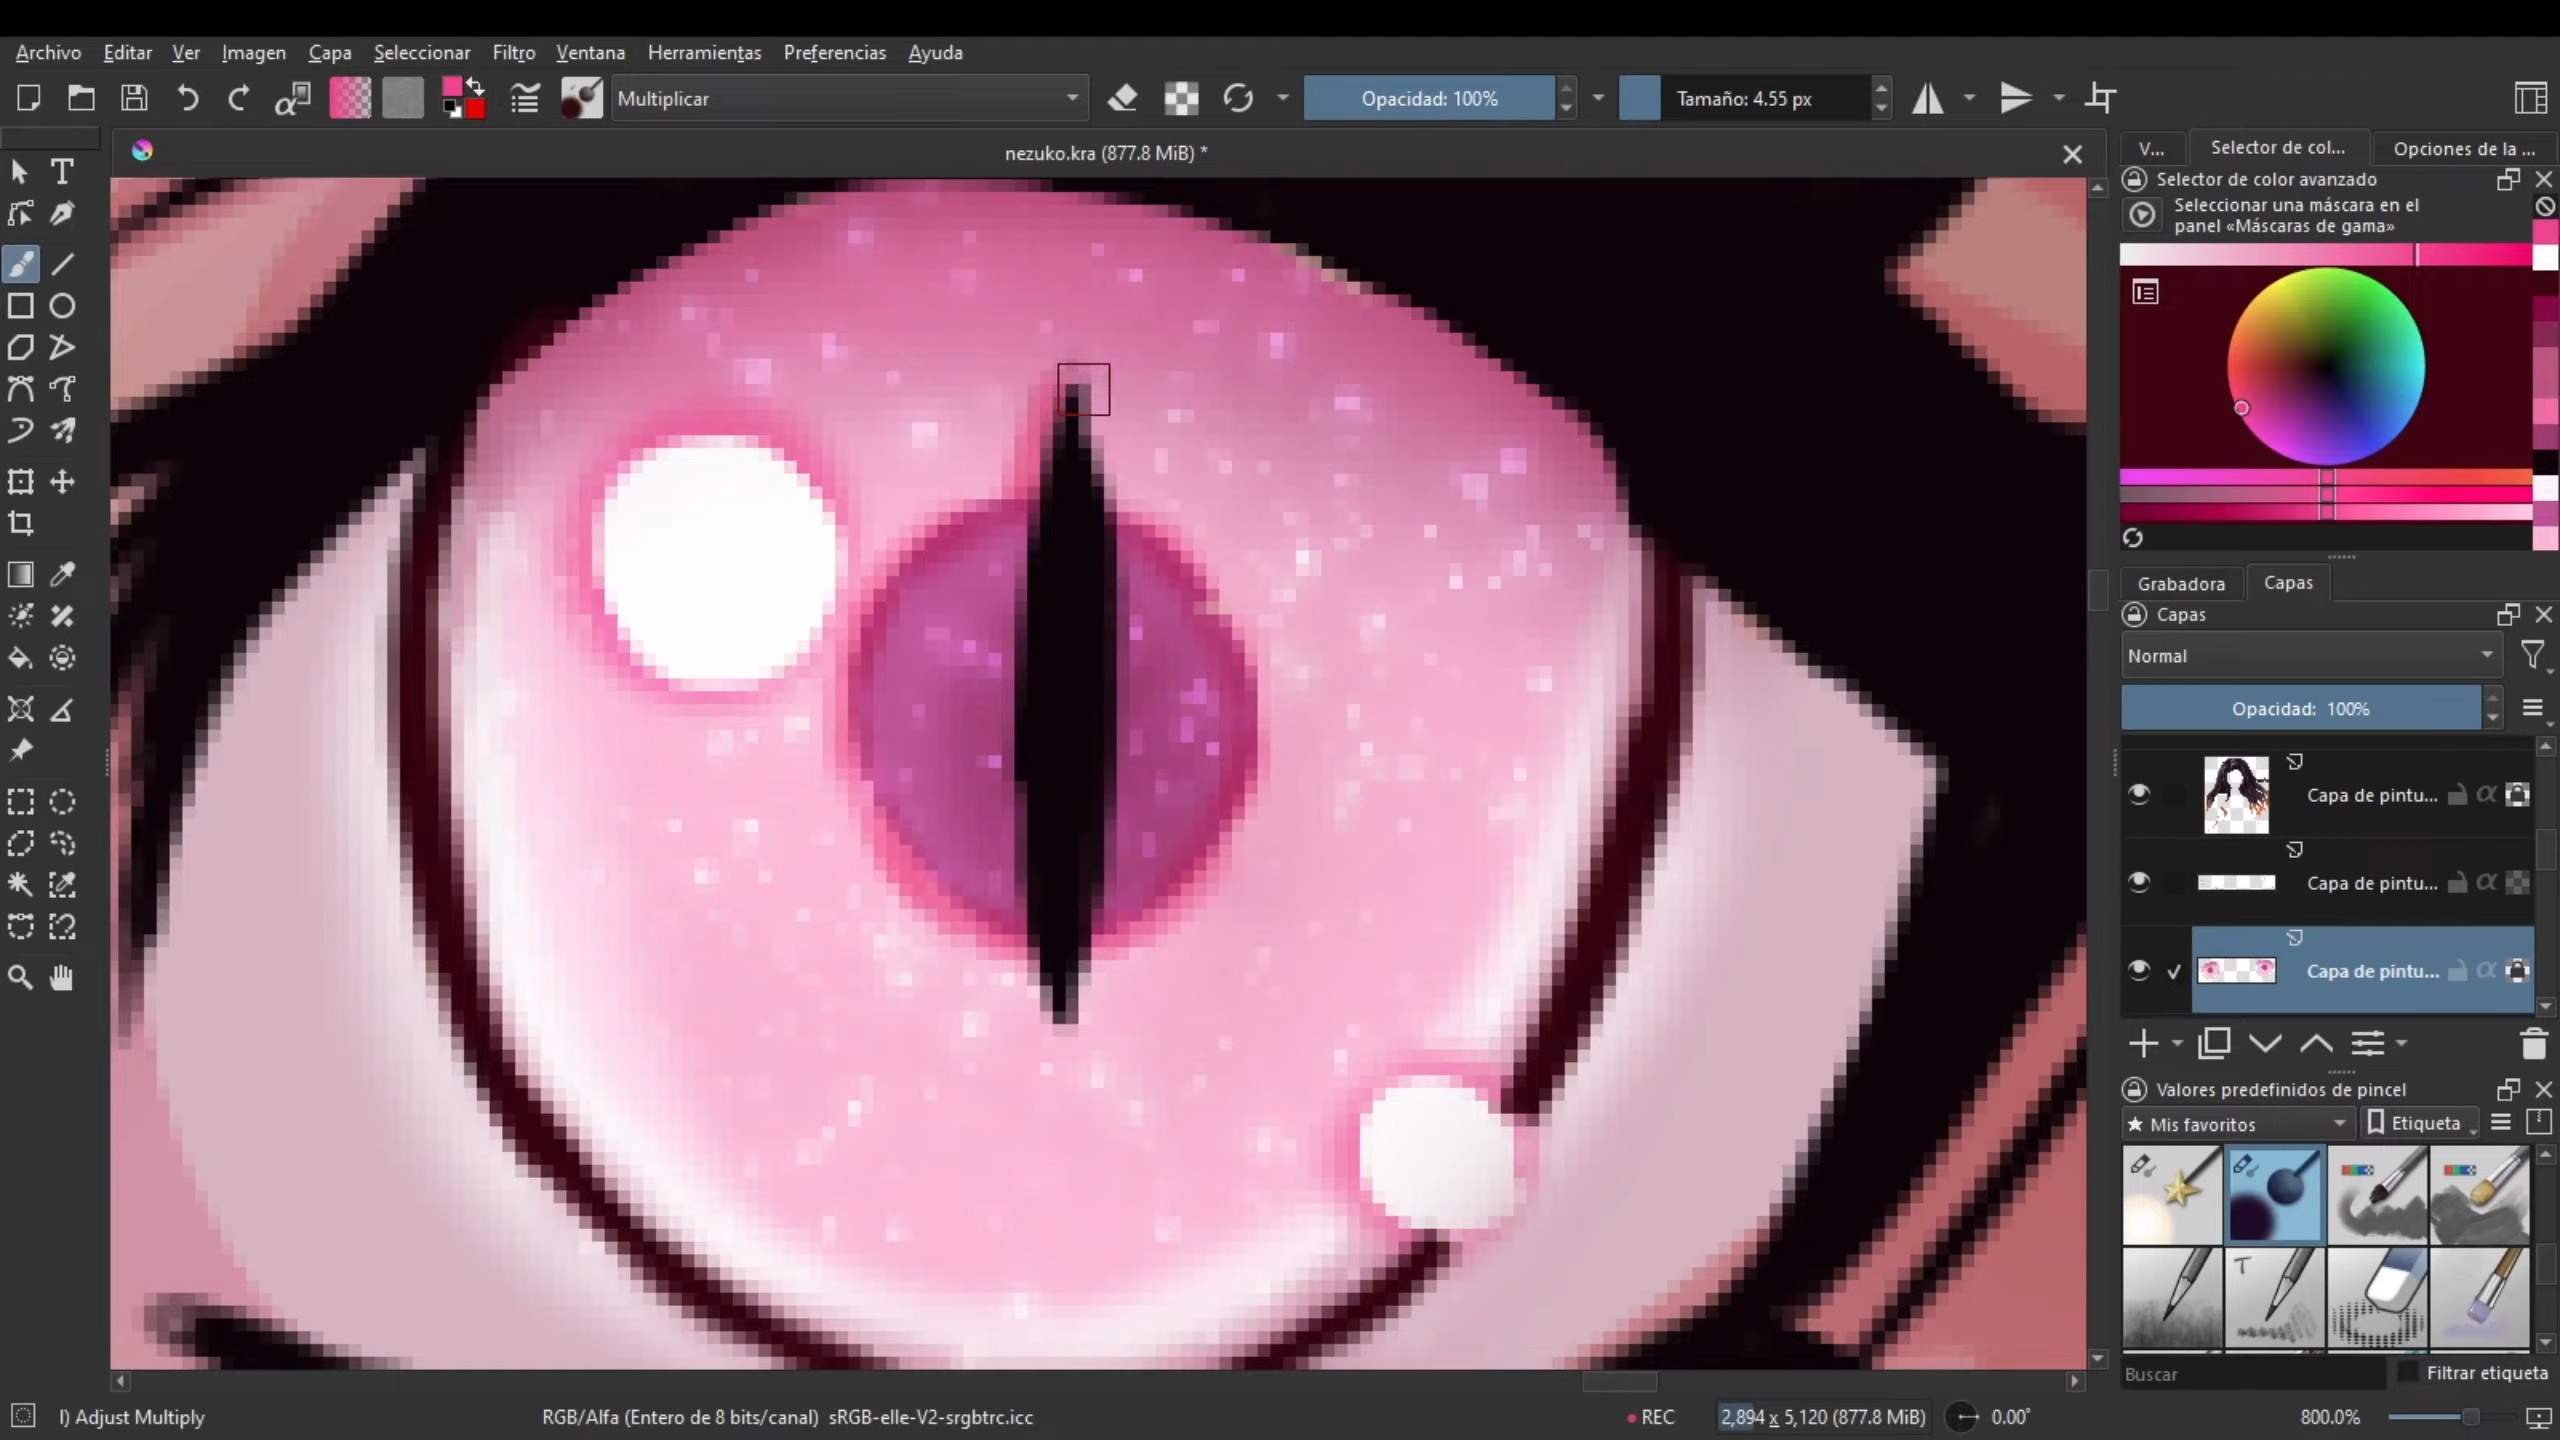 Archivo Editar Ver Imagen Capa Seleccionar Filtro Ventana Herramientas Preferencias Ayuda
Multiplicar Opacidad: 100% Tamaño: 4.55 px
nezuko.kra (877.8 MiB) *
V... Selector de col... Opciones de la ...
Selector de color avanzado
Seleccionar una máscara en el
panel «Máscaras de gama»
Grabadora Capas
Capas
Normal
Opacidad: 100%
Capa de pintu...
Capa de pintu...
Capa de pintu...
Valores predefinidos de pincel
★ Mis favoritos Etiqueta
Buscar Filtrar etiqueta
l) Adjust Multiply RGB/Alfa (Entero de 8 bits/canal) sRGB-elle-V2-srgbtrc.icc REC 2,894 x 5,120 (877.8 MiB) 0.00° 800.0%